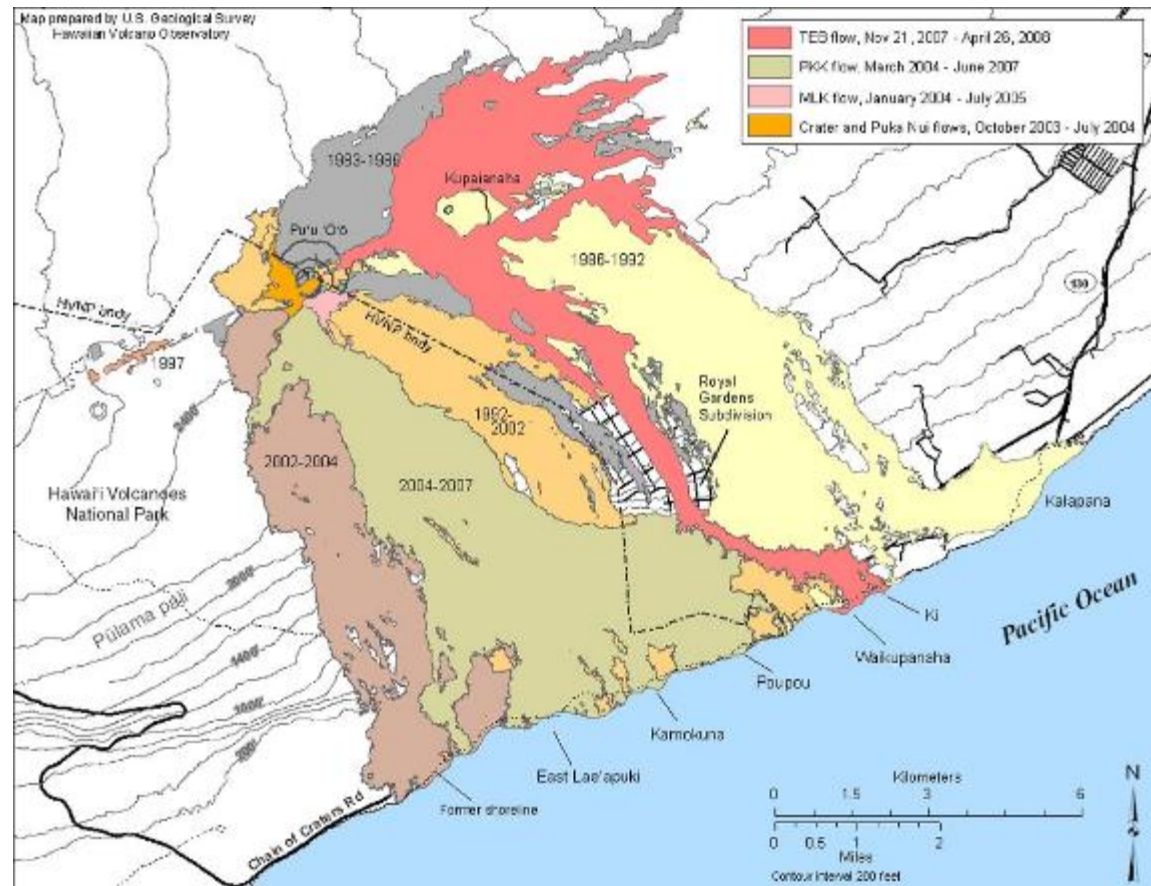 Map prepared by U.S. Geological Survey
Hawaiian Volcano Observatory
TEB flow, Nov 21, 2007 - April 26, 2008
PKK flow, March 2004 - June 2007
MLK flow, January 2004 - July 2005
Crater and Puka Nui flows, October 2003 - July 2004
1983-1986
Kupaianaha
Pu'u 'Ō'ō
1986-1992
HVNP bndy
130
HVNP bndy
1997
Royal
Gardens
Subdivision
2400'
1992-
2002
2002-2004
2004-2007
Hawai'i Volcanoes
National Park
Kalapana
2000'
Pūlama pali
1400'
Ki
Pacific Ocean
Waikupanaha
Poupou
Kamokuna
East Lae'apuki
Kilometers
N
0 1.5 3 6
Former shoreline
Chain of Craters Rd
0 0.5 1 2
Miles
Contour interval 200 feet